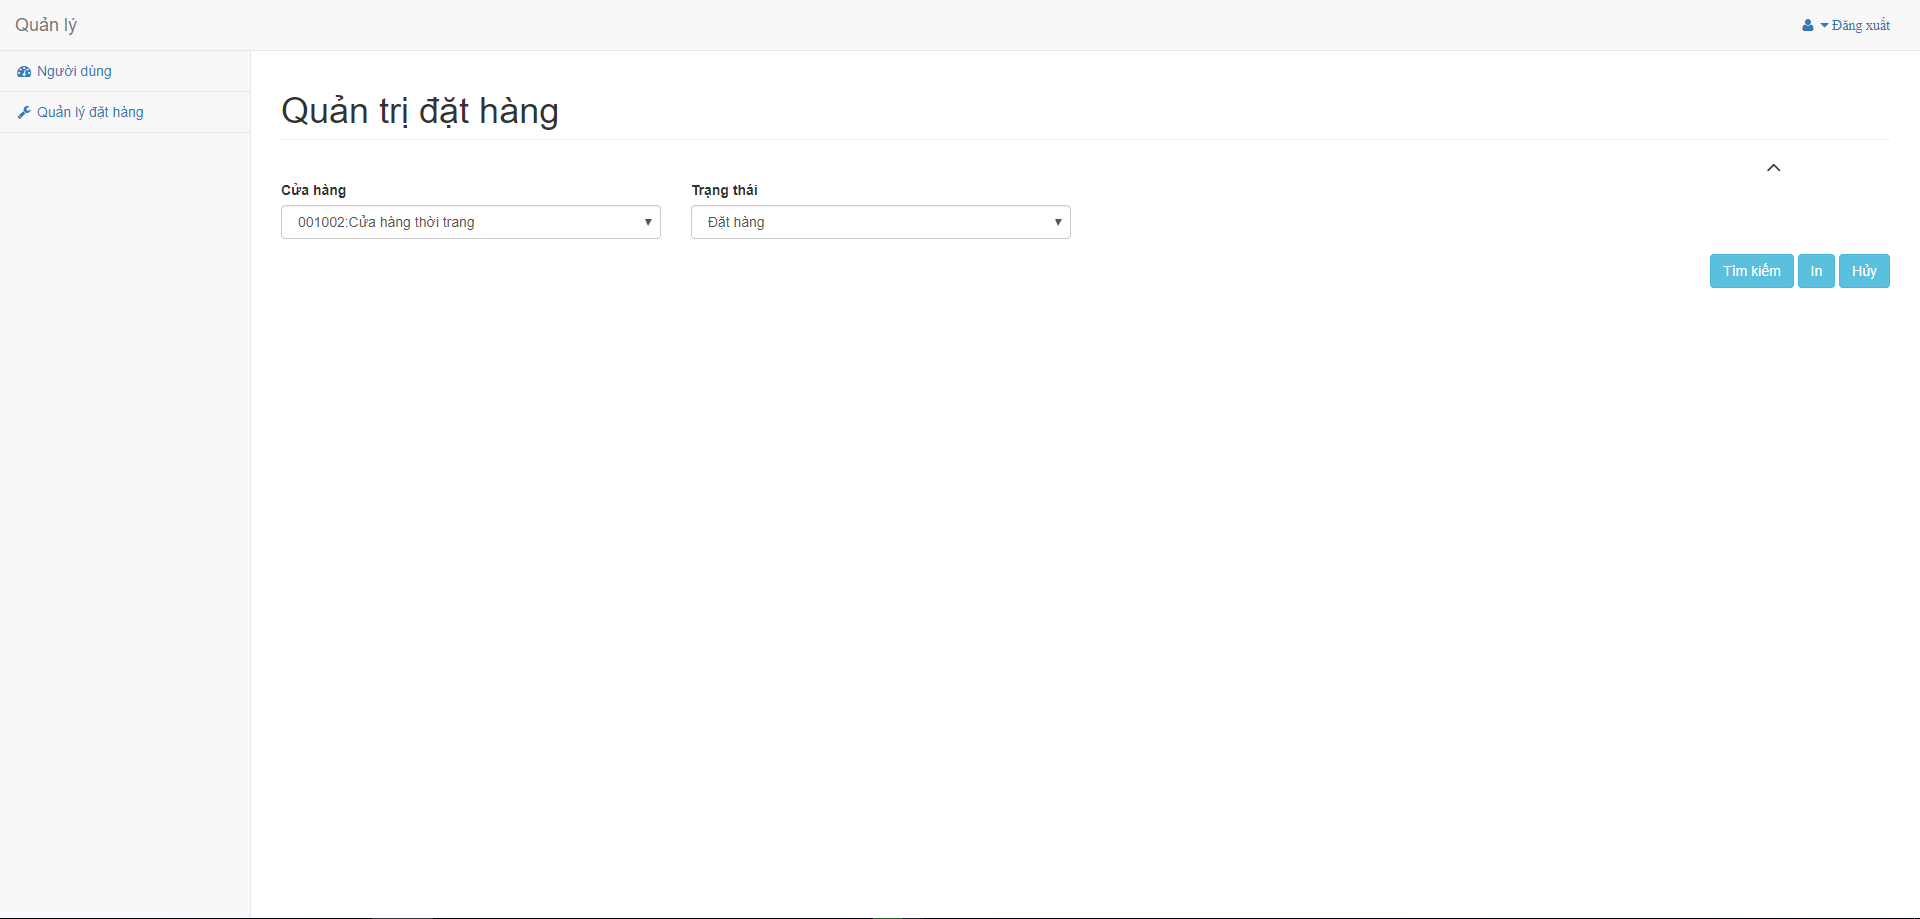 Quản lý
Đăng xuất
Người dùng
Quản lý đặt hàng
Quản trị đặt hàng
Cửa hàng
Trạng thái
001002:Cửa hàng thời trang
Đặt hàng
Tìm kiếm
In
Hủy